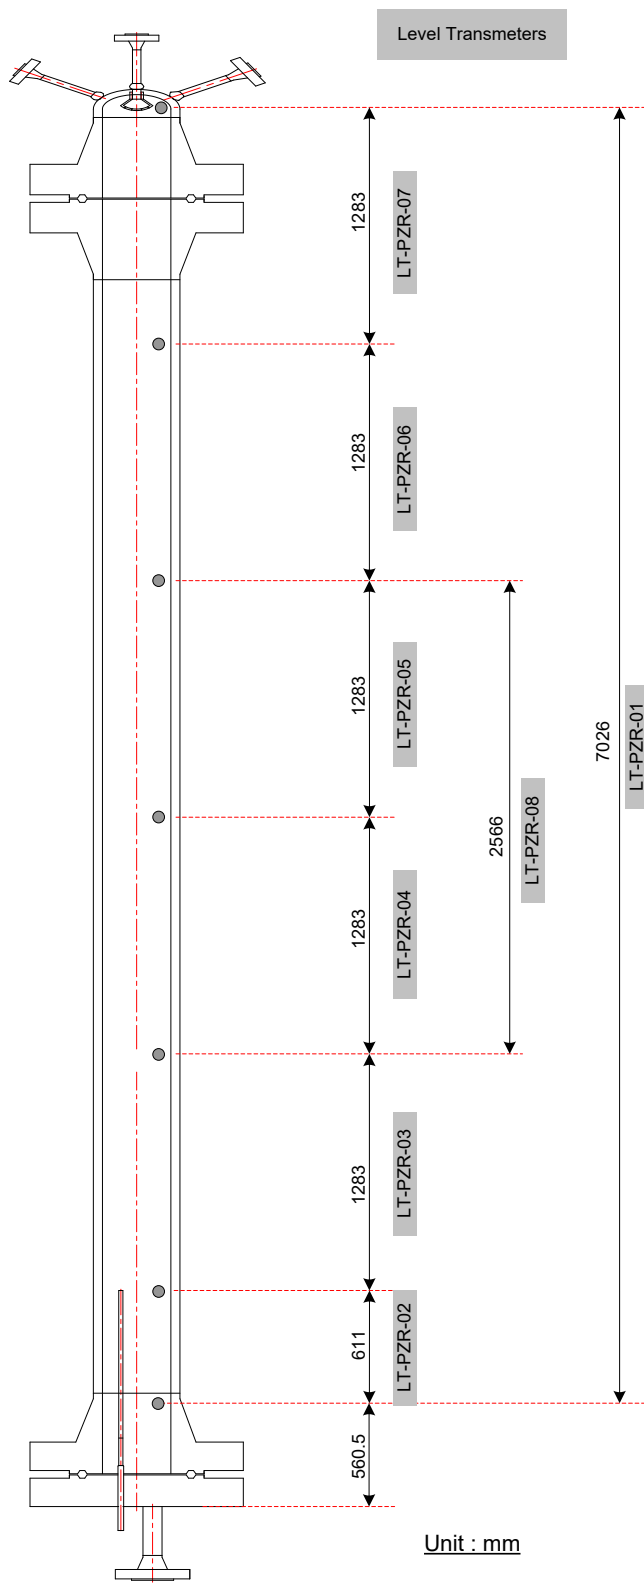 Level Transmeters
1283
LT-PZR-07
1283
LT-PZR-06
1283
LT-PZR-05
7026
LT-PZR-01
2566
LT-PZR-08
1283
LT-PZR-04
1283
LT-PZR-03
611
LT-PZR-02
560.5
Unit : mm